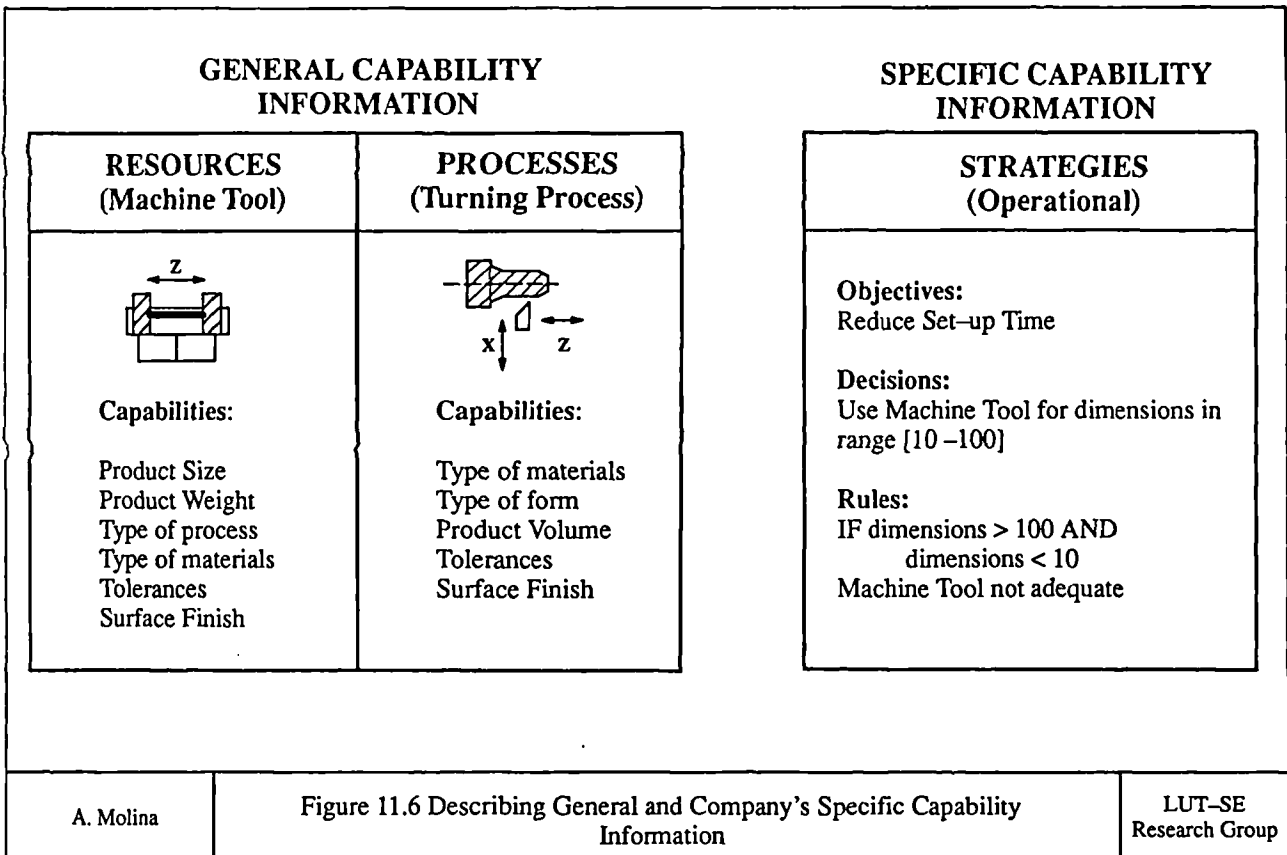 GENERAL CAPABILITY
INFORMATION
RESOURCES
(Machine Tool)
Z
Capabilities:
Product Size
Product Weight
Type of process
Type of materials
Tolerances
Surface Finish
PROCESSES
(Turning Process)
X
Z
Capabilities:
Type of materials
Type of form
Product Volume
Tolerances
Surface Finish
SPECIFIC CAPABILITY
INFORMATION
STRATEGIES
(Operational)
Objectives:
Reduce Set–up Time
Decisions:
Use Machine Tool for dimensions in
range [10 –100]
Rules:
IF dimensions > 100 AND
dimensions < 10
Machine Tool not adequate
A. Molina
Figure 11.6 Describing General and Company's Specific Capability
Information
LUT–SE
Research Group